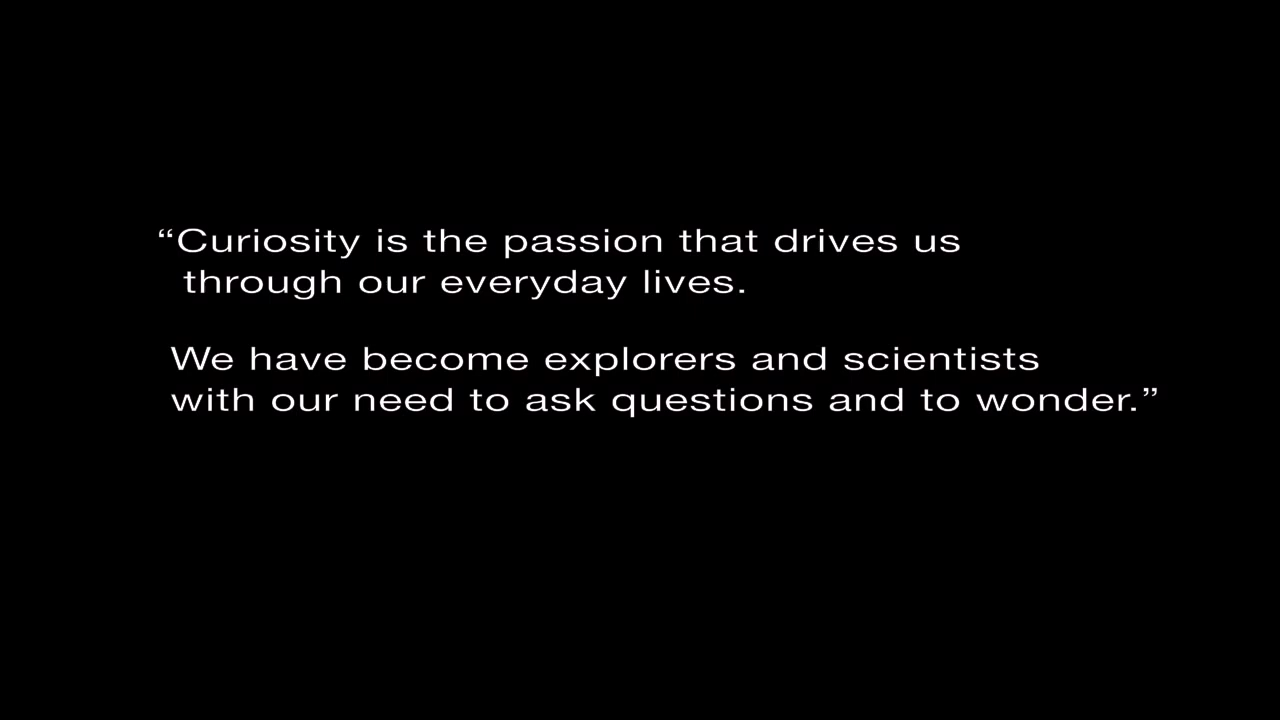 “Curiosity is the passion that drives us
through our everyday lives.
We have become explorers and scientists
with our need to ask questions and to wonder.”